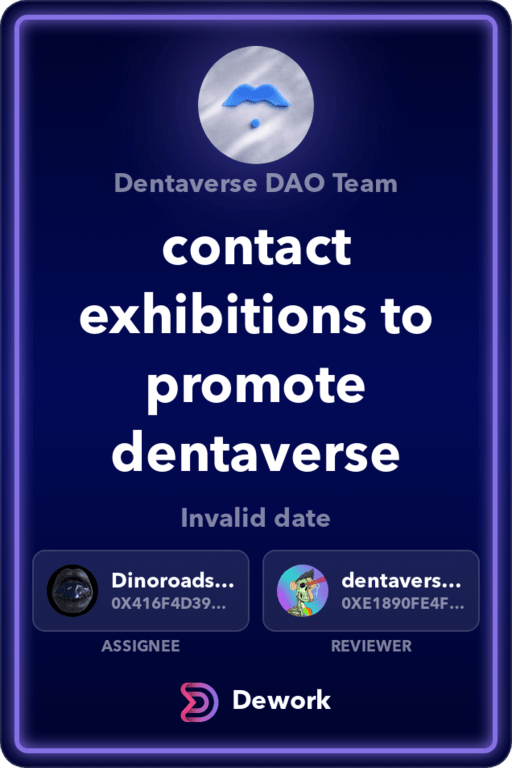 Dentaverse DAO Team
contact
exhibitions to
promote
dentaverse
Invalid date
Dinoroads...
0X416F4D39...
ASSIGNEE
dentavers...
0XE1890FE4F...
REVIEWER
Dework